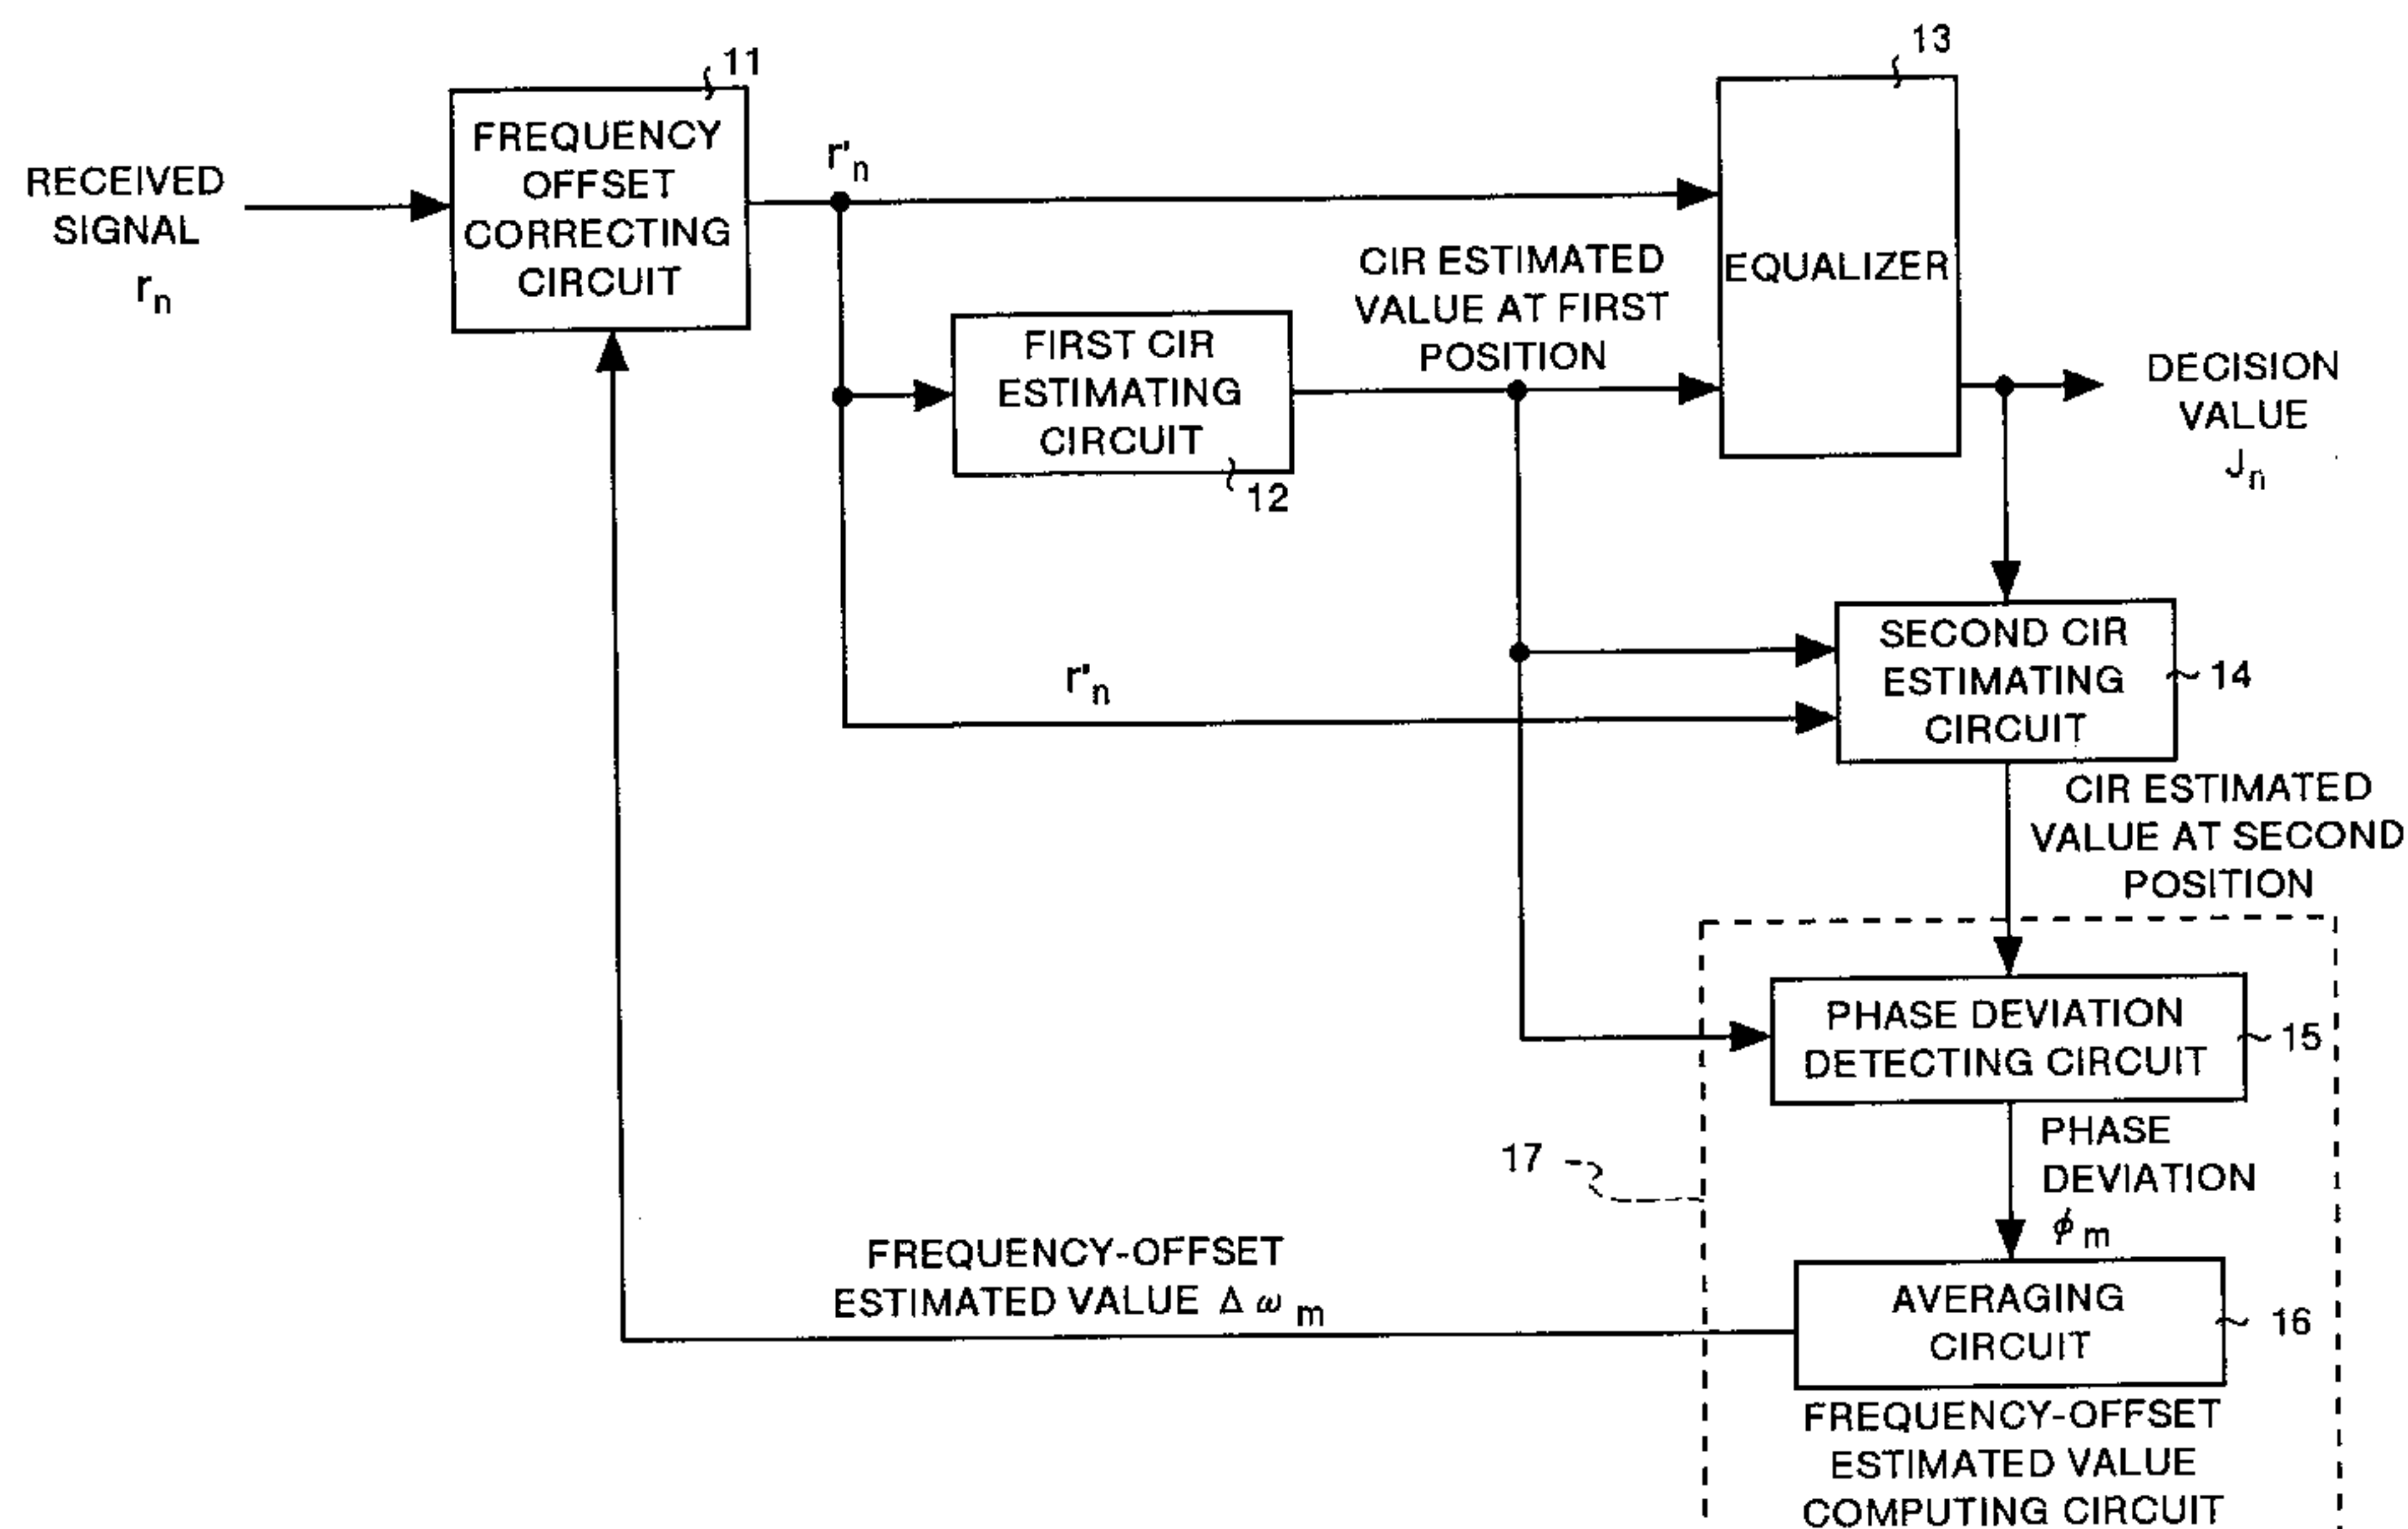 11
FREQUENCY
OFFSET
CORRECTING
CIRCUIT
RECEIVED
SIGNAL
rn
r'n
13
EQUALIZER
CIR ESTIMATED
VALUE AT FIRST
POSITION
FIRST CIR
ESTIMATING
CIRCUIT
12
DECISION
VALUE
Jn
SECOND CIR
ESTIMATING
CIRCUIT
14
r'n
CIR ESTIMATED
VALUE AT SECOND
POSITION
PHASE DEVIATION
DETECTING CIRCUIT
15
PHASE
DEVIATION
ϕm
17
FREQUENCY-OFFSET
ESTIMATED VALUE Δωm
AVERAGING
CIRCUIT
16
FREQUENCY-OFFSET
ESTIMATED VALUE
COMPUTING CIRCUIT